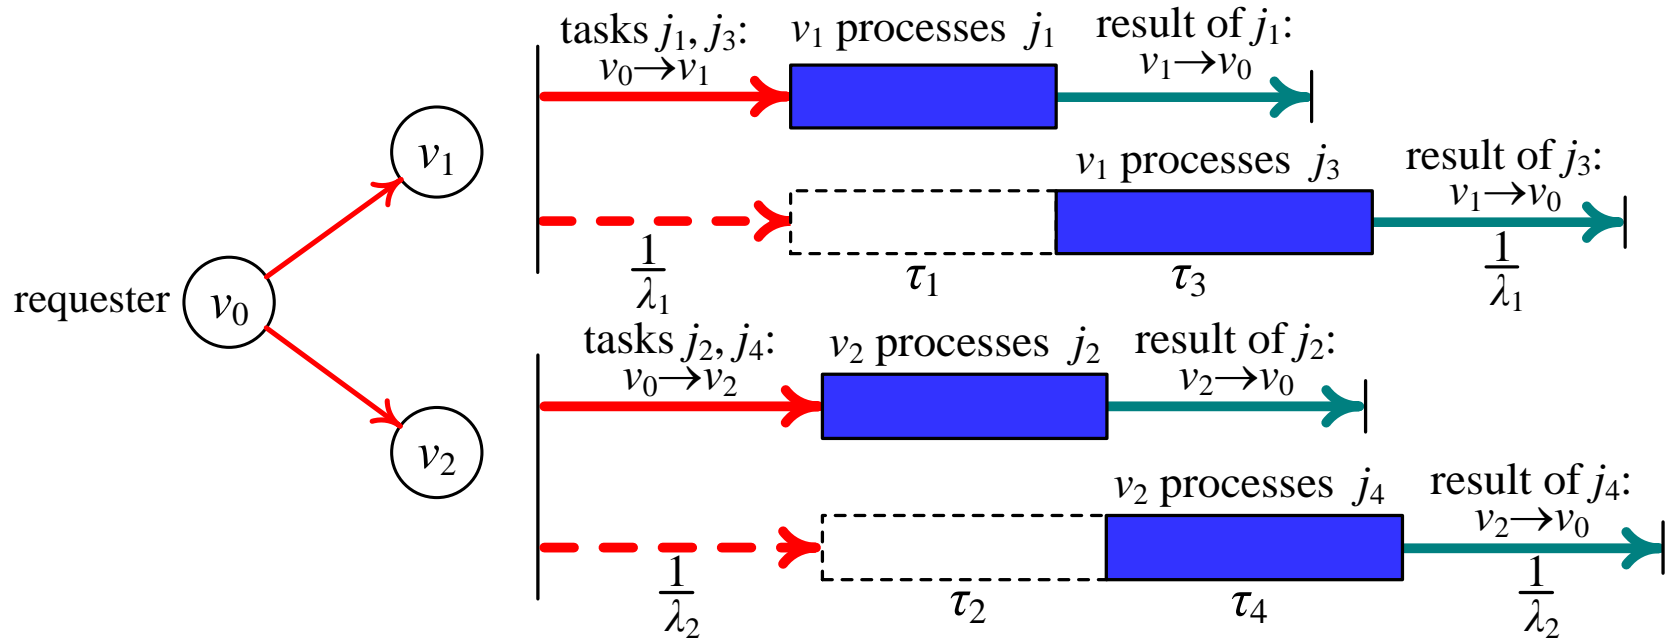 tasks j₁, j₃:
v₀→v₁
v₁ processes j₁
result of j₁:
v₁→v₀
v₁ processes j₃
result of j₃:
v₁→v₀
1/λ₁
τ₁
τ₃
1/λ₁
v₁
requester
v₀
v₂
tasks j₂, j₄:
v₀→v₂
v₂ processes j₂
result of j₂:
v₂→v₀
v₂ processes j₄
result of j₄:
v₂→v₀
1/λ₂
τ₂
τ₄
1/λ₂